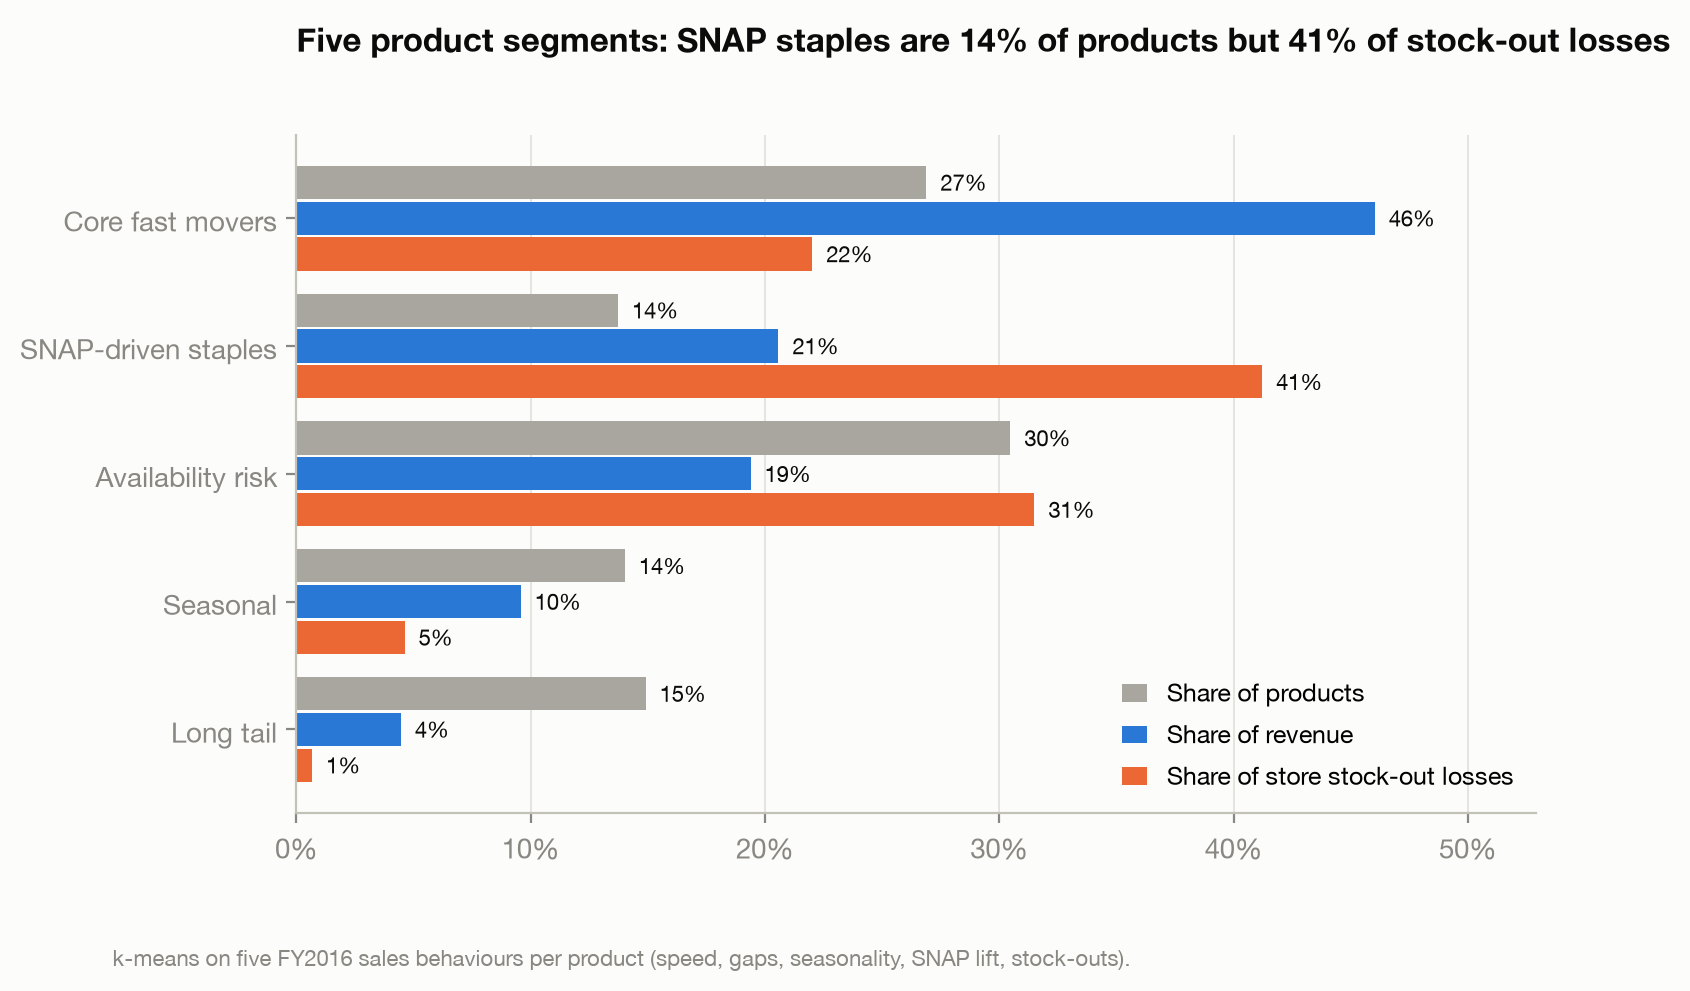 Five product segments: SNAP staples are 14% of products but 41% of stock-out losses
Core fast movers
27%
46%
22%
SNAP-driven staples
14%
21%
41%
Availability risk
30%
19%
31%
Seasonal
14%
10%
5%
Long tail
15%
4%
1%
Share of products
Share of revenue
Share of store stock-out losses
0% 10% 20% 30% 40% 50%
k-means on five FY2016 sales behaviours per product (speed, gaps, seasonality, SNAP lift, stock-outs).